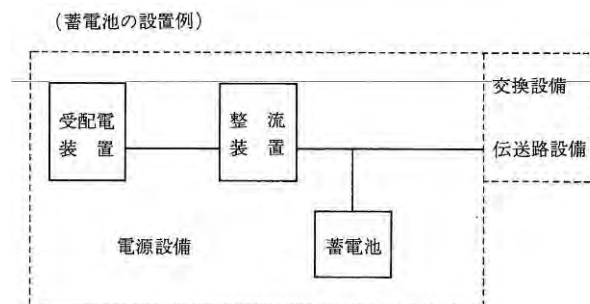 （蓄電池の設置例）
受配電
装　置
整　流
装　置
交換設備
伝送路設備
電源設備
蓄電池